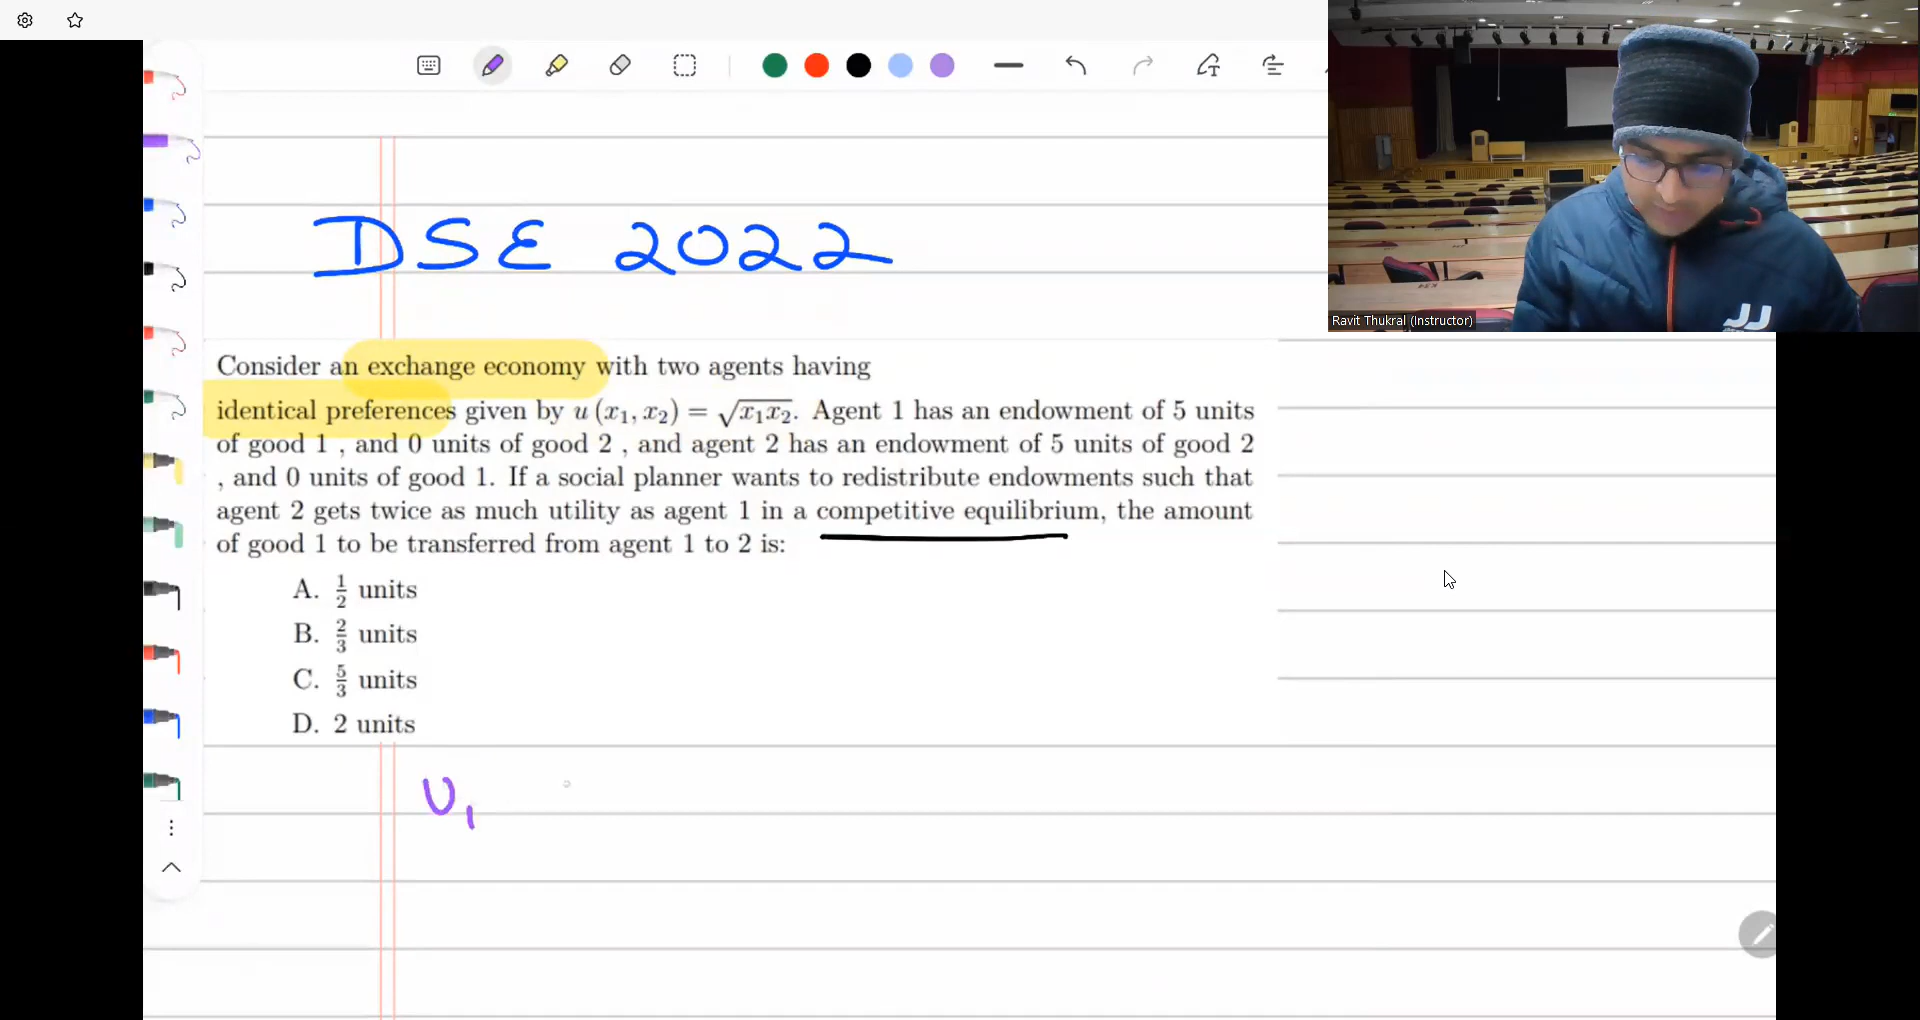 DSE 2022
Ravit Thukral (Instructor)
Consider an exchange economy with two agents having
identical preferences given by u (x₁, x₂) = √x₁x₂. Agent 1 has an endowment of 5 units
of good 1 , and 0 units of good 2 , and agent 2 has an endowment of 5 units of good 2
, and 0 units of good 1. If a social planner wants to redistribute endowments such that
agent 2 gets twice as much utility as agent 1 in a competitive equilibrium, the amount
of good 1 to be transferred from agent 1 to 2 is:
A. 1/2 units
B. 2/3 units
C. 5/3 units
D. 2 units
U₁